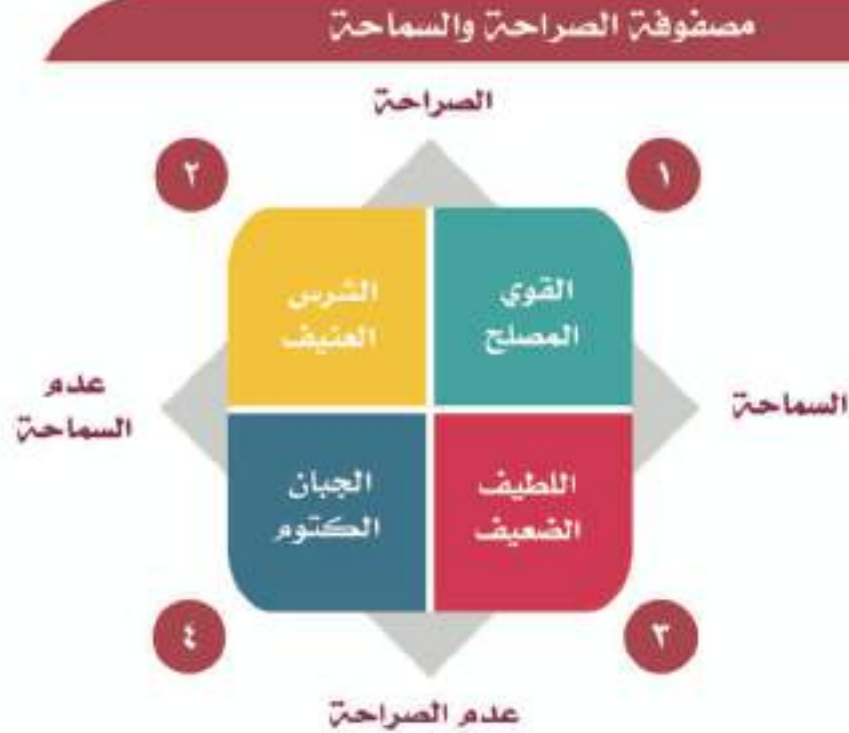 مصفوفة الصراحة والسماحة
الصراحة
١
٢
القوي
المصلح
الشرس
العنيف
السماحة
عدم
السماحة
اللطيف
الضعيف
الجبان
الكتوم
٣
٤
عدم الصراحة